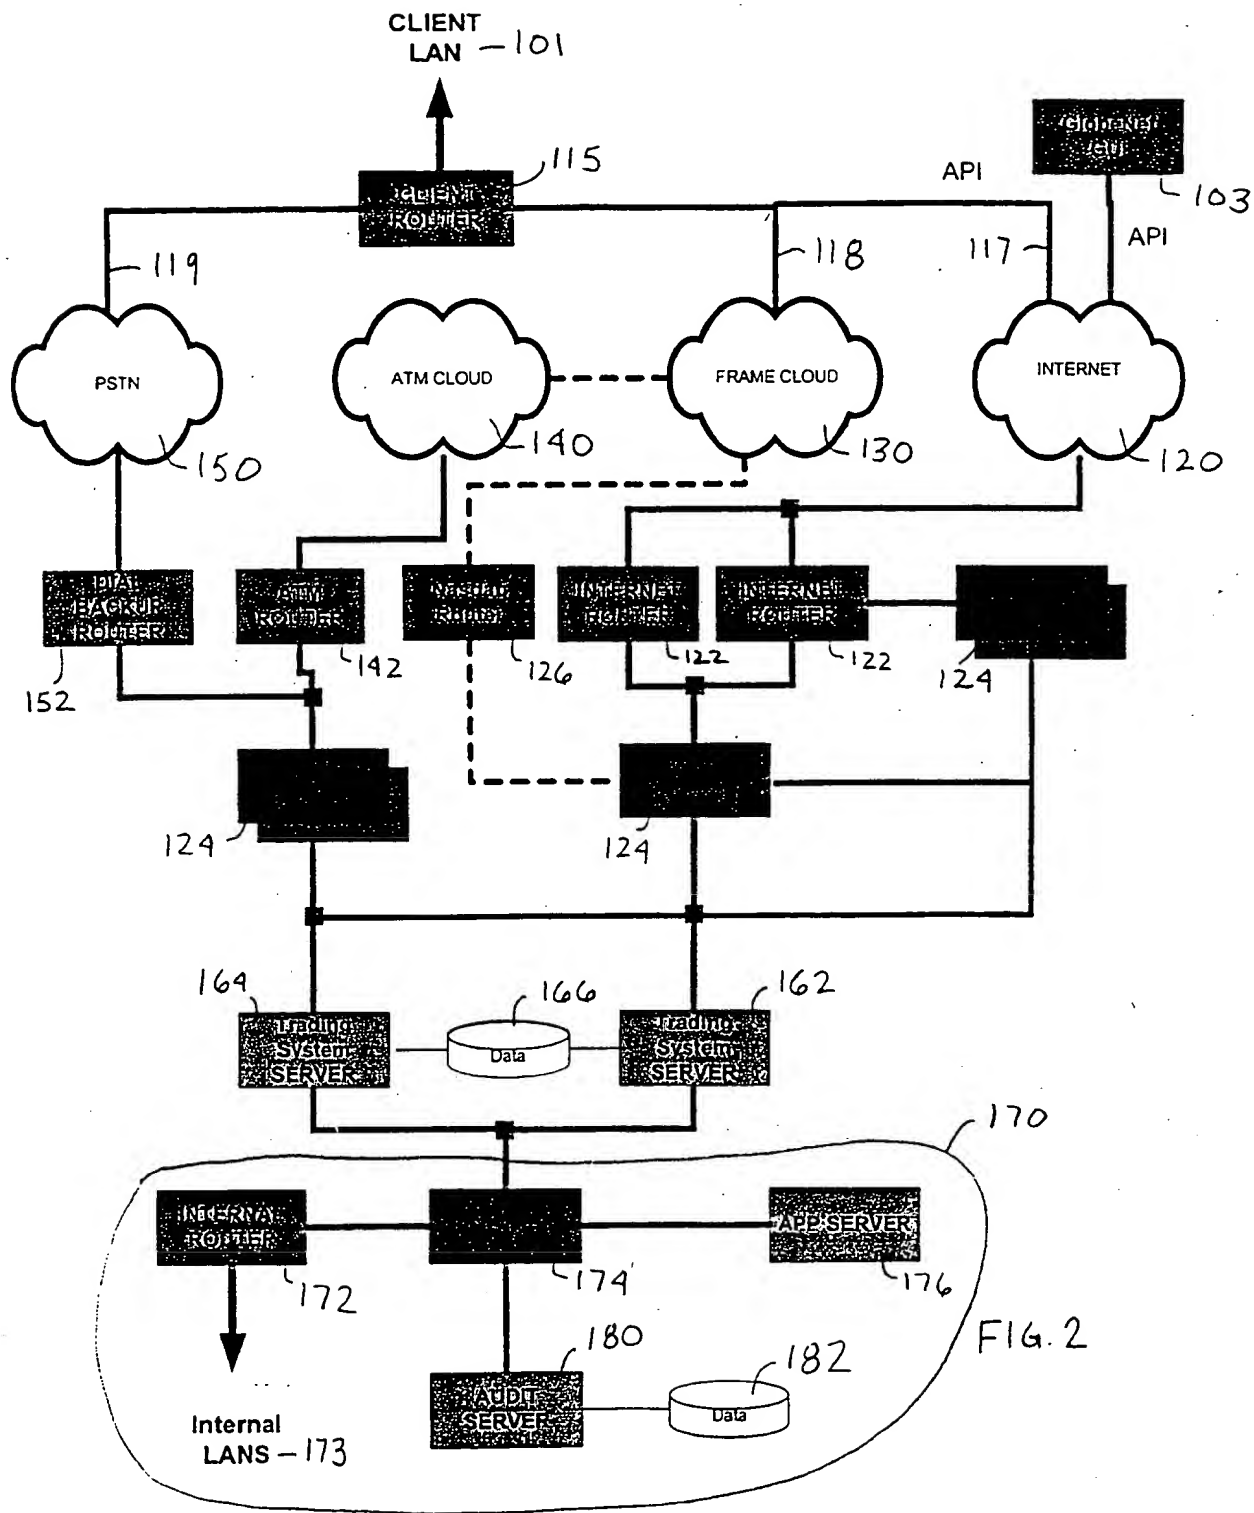 CLIENT
LAN
101
GlobeNet
GUI
103
115
CLIENT
ROUTER
API
API
119
118
117
PSTN
ATM CLOUD
FRAME CLOUD
INTERNET
150
140
130
120
DIAL
BACKUP
ROUTER
ATM
ROUTER
Nasdaq
Router
INTERNET
ROUTER
INTERNET
ROUTER
152
142
126
122
122
124
124
124
164
166
162
Trading
System
SERVER
Data
Trading
System
SERVER
170
INTERNAL
ROUTER
APP SERVER
172
174
176
FIG. 2
180
182
AUDIT
SERVER
Data
Internal
LANS
173